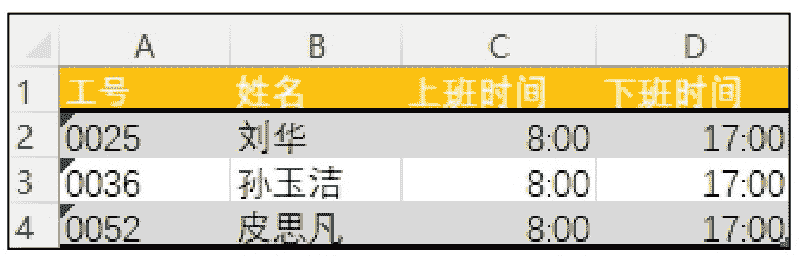 A B C D
1 工号 姓名 上班时间 下班时间
2 0025 刘华 8:00 17:00
3 0036 孙玉洁 8:00 17:00
4 0052 皮思凡 8:00 17:00